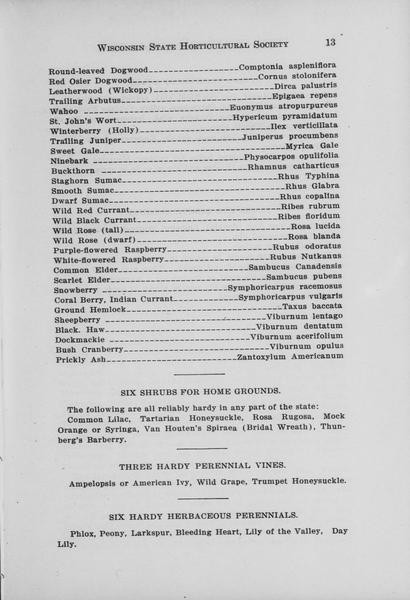 WISCONSIN STATE HORTICULTURAL SOCIETY 13
Round-leaved Dogwood Comptonia aspleniflora
Red Osier Dogwood Cornus stolonifera
Leatherwood (Wickopy) Dirca palustris
Trailing Arbutus Epigaea repens
Wahoo Euonymus atropurpureus
St. John's Wort Hypericum pyramidatum
Winterberry (Holly) Ilex verticillata
Trailing Juniper Juniperus procumbens
Sweet Gale Myrica Gale
Ninebark Physocarpos opulifolia
Buckthorn Rhamnus catharticus
Staghorn Sumac Rhus Typhina
Smooth Sumac Rhus Glabra
Dwarf Sumac Rhus copalina
Wild Red Currant Ribes rubrum
Wild Black Currant Ribes floridum
Wild Rose (tall) Rosa lucida
Wild Rose (dwarf) Rosa blanda
Purple-flowered Raspberry Rubus odoratus
White-flowered Raspberry Rubus Nutkanus
Common Elder Sambucus Canadensis
Scarlet Elder Sambucus pubens
Snowberry Symphoricarpus racemosus
Coral Berry, Indian Currant Symphoricarpus vulgaris
Ground Hemlock Taxus baccata
Sheepberry Viburnum lentago
Black. Haw Viburnum dentatum
Dockmackie Viburnum acerifolium
Bush Cranberry Viburnum opulus
Prickly Ash Zantoxylum Americanum
SIX SHRUBS FOR HOME GROUNDS.
The following are all reliably hardy in any part of the state:
Common Lilac, Tartarian Honeysuckle, Rosa Rugosa, Mock
Orange or Syringa, Van Houten's Spiraea (Bridal Wreath), Thun-
berg's Barberry.
THREE HARDY PERENNIAL VINES.
Ampelopsis or American Ivy, Wild Grape, Trumpet Honeysuckle.
SIX HARDY HERBACEOUS PERENNIALS.
Phlox, Peony, Larkspur, Bleeding Heart, Lily of the Valley, Day
Lily.